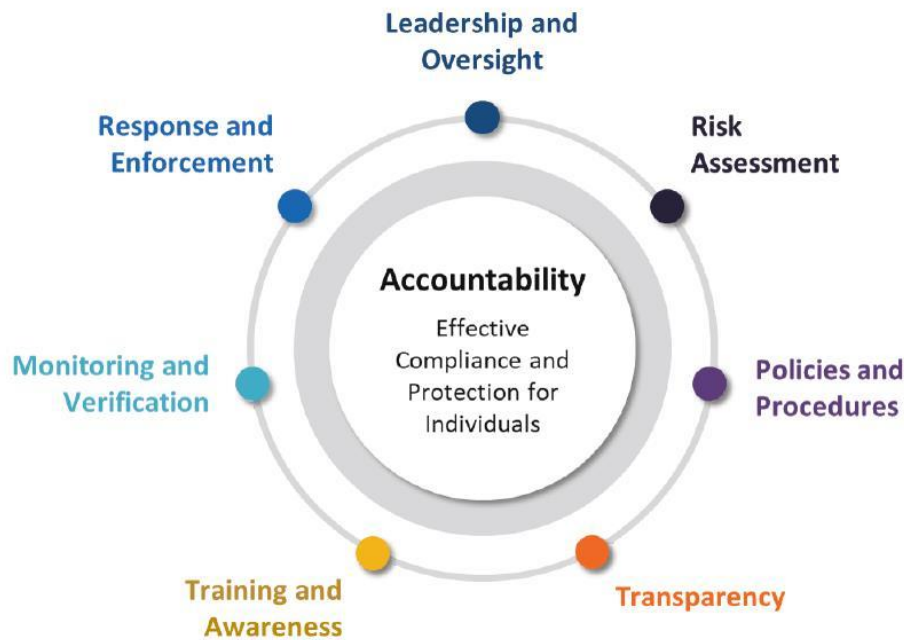 Leadership and
Oversight
Risk
Assessment
Response and
Enforcement
Accountability
Effective
Compliance and
Protection for
Individuals
Monitoring and
Verification
Policies and
Procedures
Training and
Awareness
Transparency